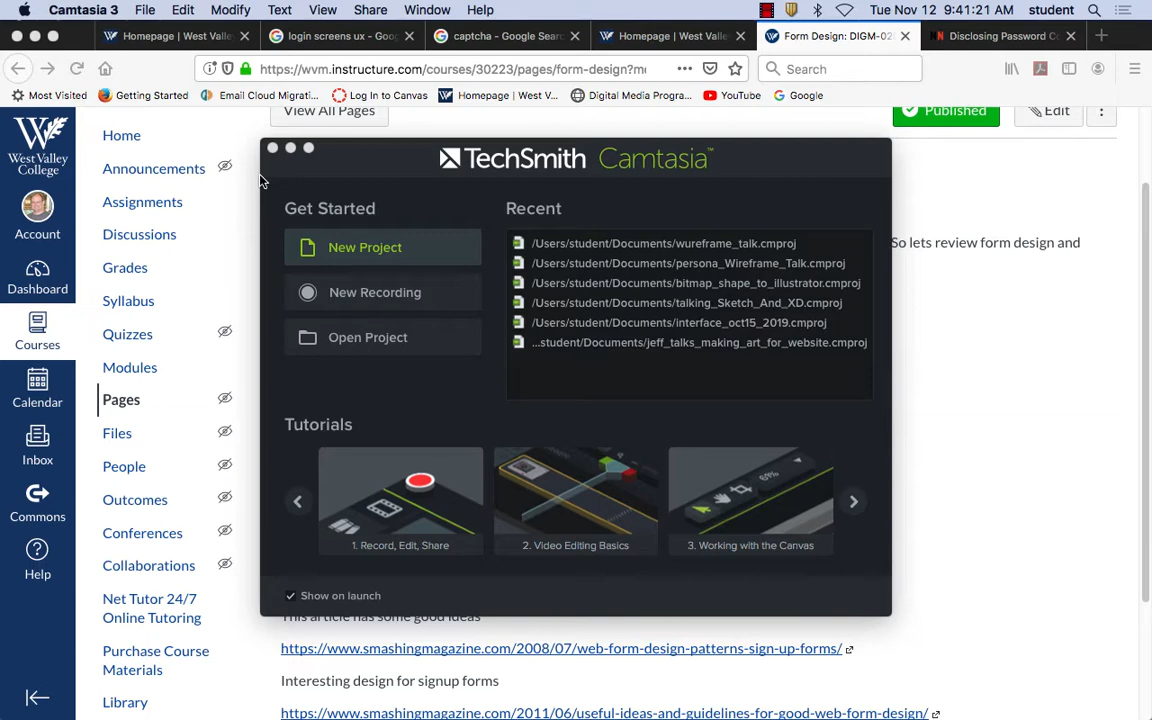 Camtasia 3 File Edit Modify Text View Share Window Help Tue Nov 12 9:41:21 AM student
Homepage | West Valle login screens ux - Goo captcha - Google Searc Homepage | West Valle Form Design: DIGM-02 Disclosing Password Co
https://wvm.instructure.com/courses/30223/pages/form-design?mo Search
Most Visited Getting Started Email Cloud Migrati... Log In to Canvas Homepage | West V... Digital Media Progra... YouTube Google
West Valley
College
Account
Dashboard
Courses
Calendar
Inbox
Commons
Help
Home
Announcements
Assignments
Discussions
Grades
Syllabus
Quizzes
Modules
Pages
Files
People
Outcomes
Conferences
Collaborations
Net Tutor 24/7
Online Tutoring
Purchase Course
Materials
Library
View All Pages
Published
Edit
So lets review form design and
TechSmith Camtasia™
Get Started
New Project
New Recording
Open Project
Recent
/Users/student/Documents/wureframe_talk.cmproj
/Users/student/Documents/persona_Wireframe_Talk.cmproj
/Users/student/Documents/bitmap_shape_to_illustrator.cmproj
/Users/student/Documents/talking_Sketch_And_XD.cmproj
/Users/student/Documents/interface_oct15_2019.cmproj
...student/Documents/jeff_talks_making_art_for_website.cmproj
Tutorials
61%
1. Record, Edit, Share
2. Video Editing Basics
3. Working with the Canvas
Show on launch
This article has some good ideas
https://www.smashingmagazine.com/2008/07/web-form-design-patterns-sign-up-forms/
Interesting design for signup forms
https://www.smashingmagazine.com/2011/06/useful-ideas-and-guidelines-for-good-web-form-design/